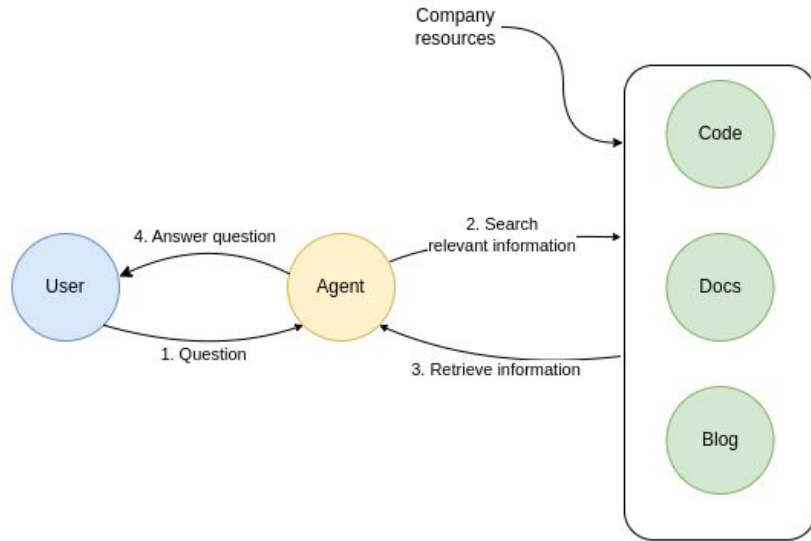 Company
resources
Code
4. Answer question
2. Search
relevant information
User
Agent
Docs
1. Question
3. Retrieve information
Blog